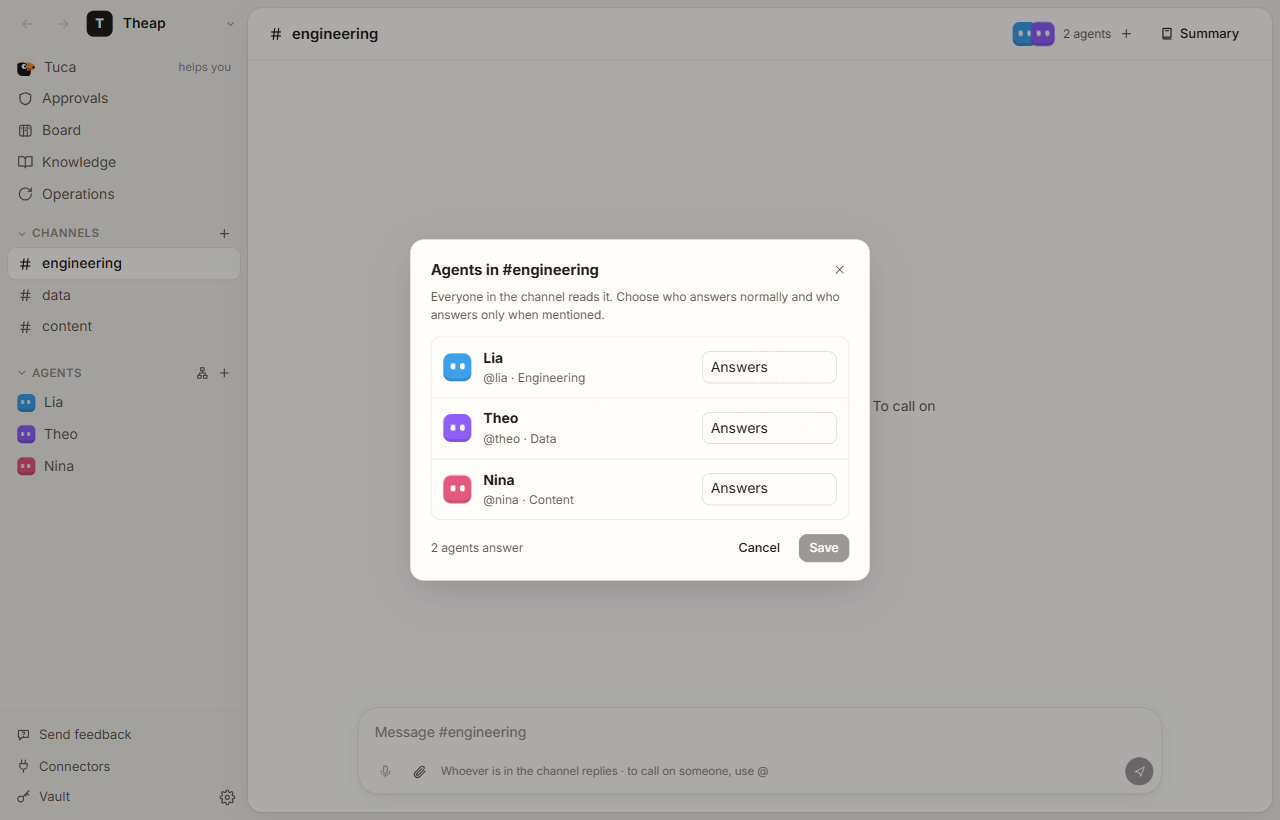 T Theap
Tuca helps you
Approvals
Board
Knowledge
Operations
CHANNELS
# engineering
# data
# content
AGENTS
Lia
Theo
Nina
Send feedback
Connectors
Vault
# engineering
2 agents + Summary
Agents in #engineering
Everyone in the channel reads it. Choose who answers normally and who
answers only when mentioned.
Lia
@lia · Engineering
Answers
Theo
@theo · Data
Answers
Nina
@nina · Content
Answers
2 agents answer
Cancel
Save
To call on
Message #engineering
Whoever is in the channel replies · to call on someone, use @